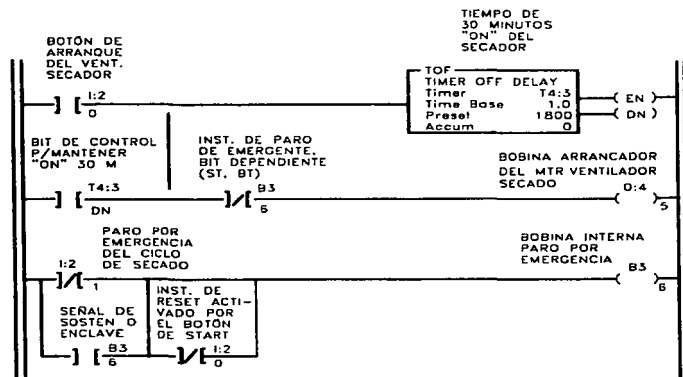 TIEMPO DE
30 MINUTOS
"ON" DEL
SECADOR
BOTÓN DE
ARRANQUE
DEL VENT.
SECADOR
I:2
0
TOF
TIMER OFF DELAY
Timer T4:3
Time Base 1.0
Preset 1800
Accum 0
EN
DN
BIT DE CONTROL
P/MANTENER
"ON" 30 M
T4:3
DN
INST. DE PARO
DE EMERGENTE,
BIT DEPENDIENTE
(ST. BT)
B3
6
BOBINA ARRANCADOR
DEL MTR VENTILADOR
SECADO
O:4
5
PARO POR
EMERGENCIA
DEL CICLO
DE SECADO
I:2
1
BOBINA INTERNA
PARO POR
EMERGENCIA
B3
6
SEÑAL DE
SOSTEN O
ENCLAVE
B3
6
INST. DE
RESET ACTI-
VADO POR
EL BOTÓN
DE START
I:2
0